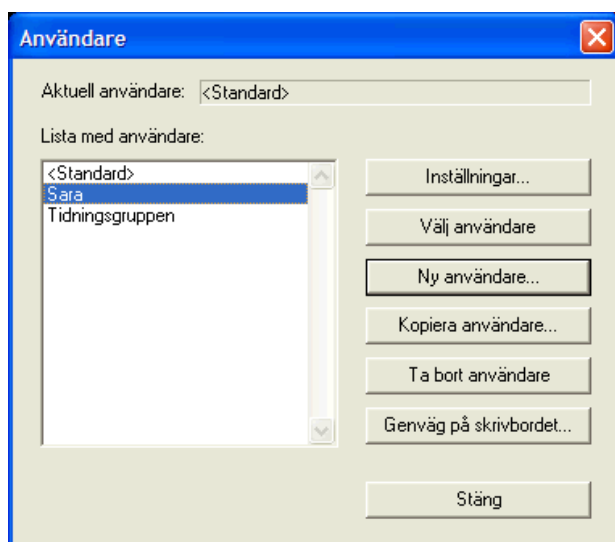 Användare
Aktuell användare: <Standard>
Lista med användare:
<Standard>
Sara
Tidningsgruppen
Inställningar...
Välj användare
Ny användare...
Kopiera användare...
Ta bort användare
Genväg på skrivbordet...
Stäng